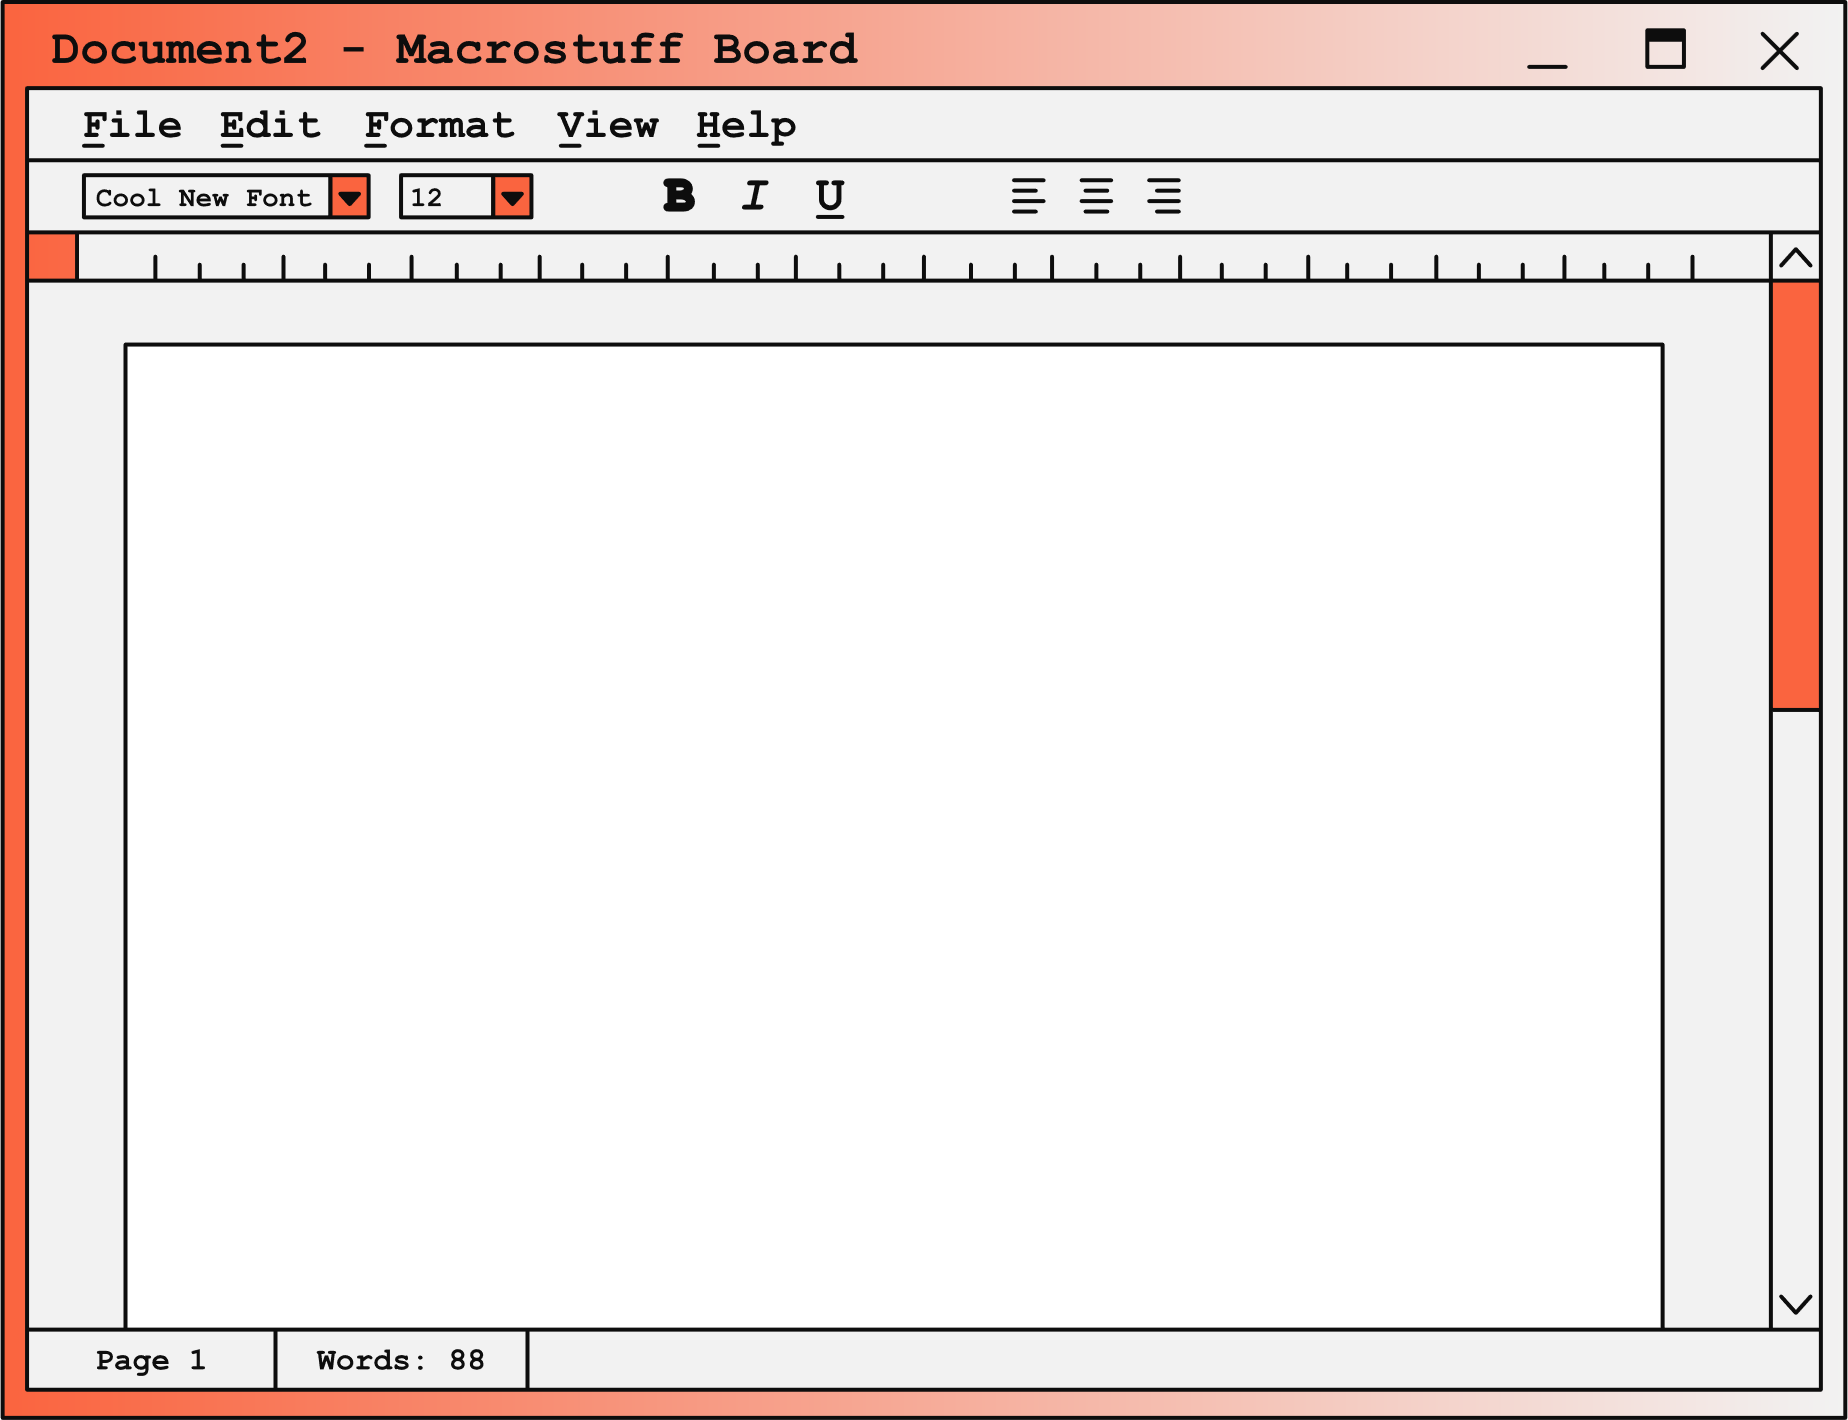 Document2 - Macrostuff Board
File Edit Format View Help
Cool New Font 12 B I U
Page 1 Words: 88